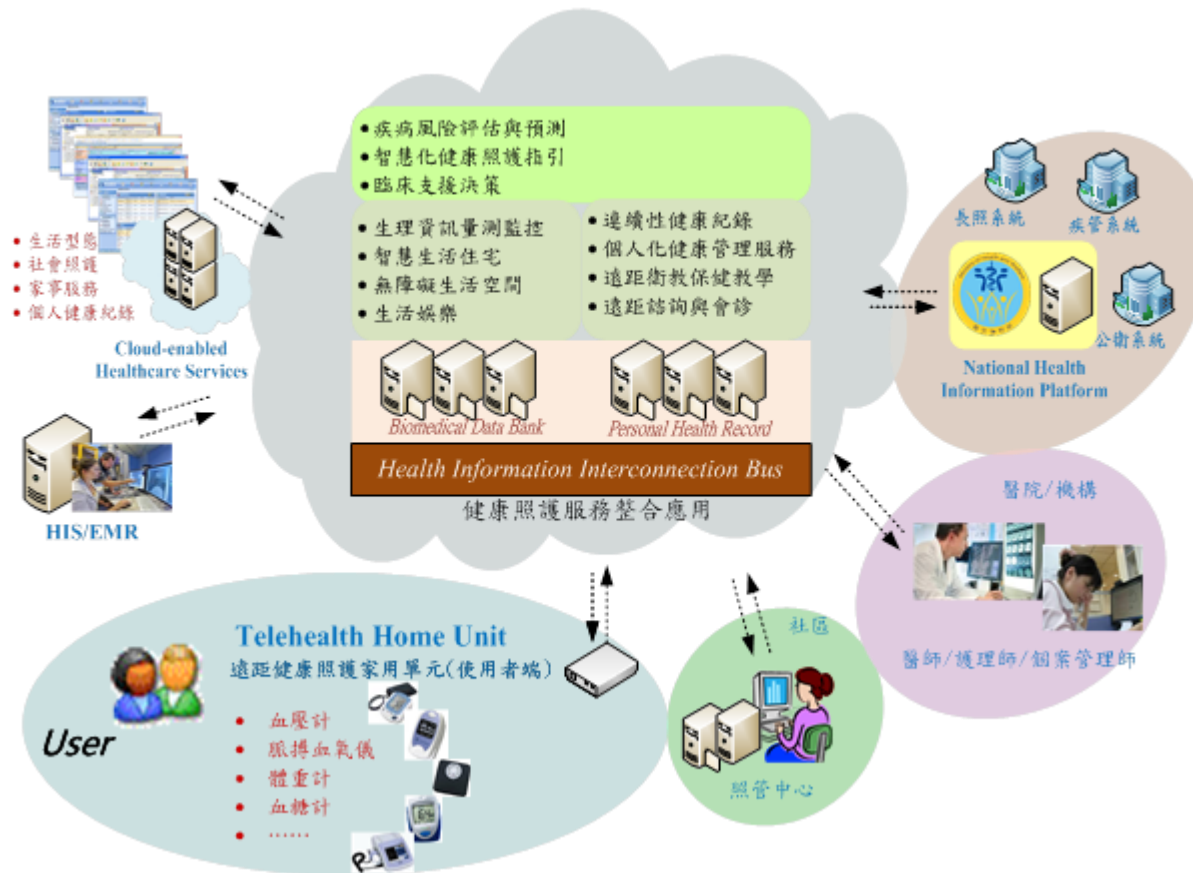 • 疾病風險評估與預測
• 智慧化健康照護指引
• 臨床支援決策
• 生理資訊量測監控
• 智慧生活住宅
• 無障礙生活空間
• 生活娛樂
• 連續性健康紀錄
• 個人化健康管理服務
• 遠距衛教保健教學
• 遠距諮詢與會診
Biomedical Data Bank
Personal Health Record
Health Information Interconnection Bus
健康照護服務整合應用
• 生活型態
• 社會照護
• 家事服務
• 個人健康紀錄
Cloud-enabled
Healthcare Services
HIS/EMR
長照系統
疾管系統
公衛系統
National Health
Information Platform
醫院/機構
醫師/護理師/個案管理師
社區
照管中心
Telehealth Home Unit
遠距健康照護家用單元(使用者端)
User
• 血壓計
• 脈搏血氧儀
• 體重計
• 血糖計
• ······